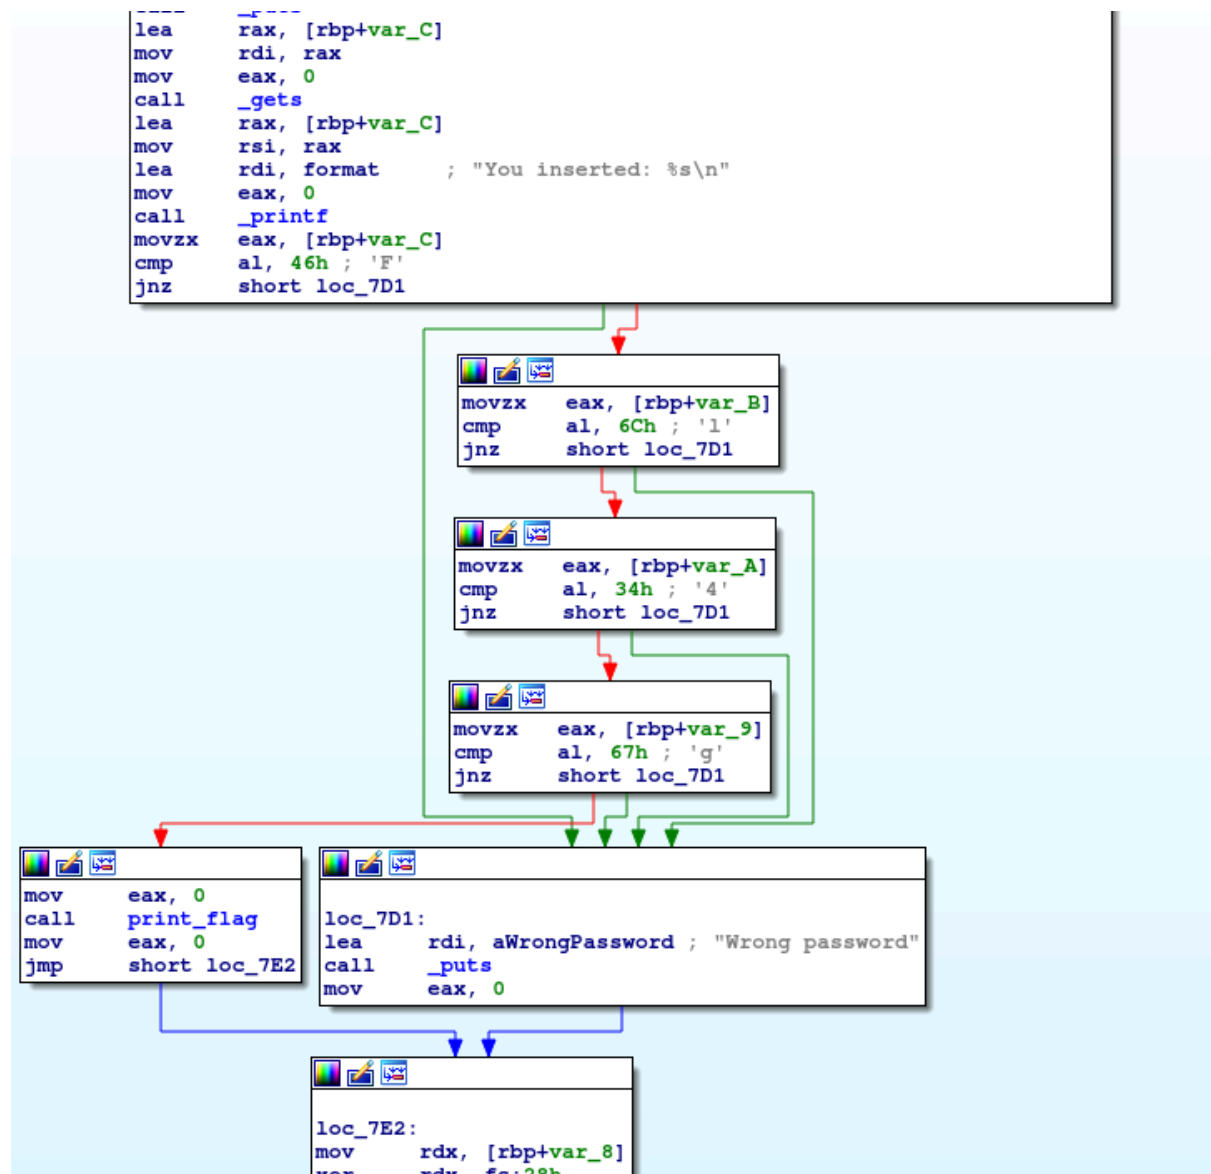 lea rax, [rbp+var_C]
mov rdi, rax
mov eax, 0
call _gets
lea rax, [rbp+var_C]
mov rsi, rax
lea rdi, format ; "You inserted: %s\n"
mov eax, 0
call _printf
movzx eax, [rbp+var_C]
cmp al, 46h ; 'F'
jnz short loc_7D1
movzx eax, [rbp+var_B]
cmp al, 6Ch ; 'l'
jnz short loc_7D1
movzx eax, [rbp+var_A]
cmp al, 34h ; '4'
jnz short loc_7D1
movzx eax, [rbp+var_9]
cmp al, 67h ; 'g'
jnz short loc_7D1
mov eax, 0
call print_flag
mov eax, 0
jmp short loc_7E2
loc_7D1:
lea rdi, aWrongPassword ; "Wrong password"
call _puts
mov eax, 0
loc_7E2:
mov rdx, [rbp+var_8]